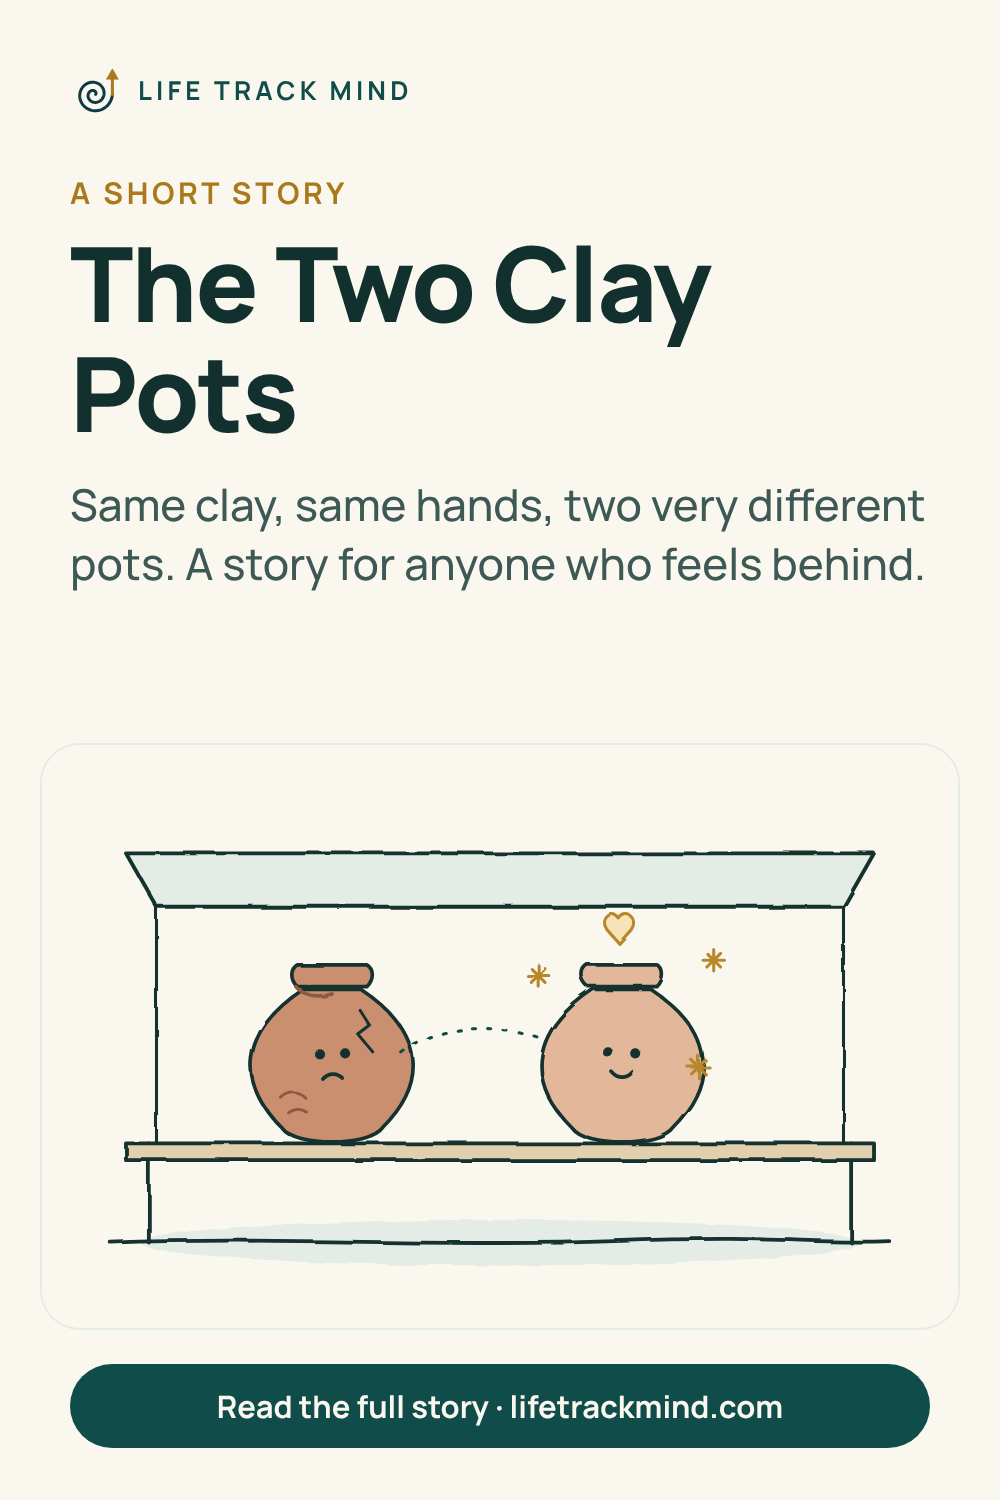 LIFE TRACK MIND
A SHORT STORY
The Two Clay
Pots
Same clay, same hands, two very different
pots. A story for anyone who feels behind.
Read the full story · lifetrackmind.com